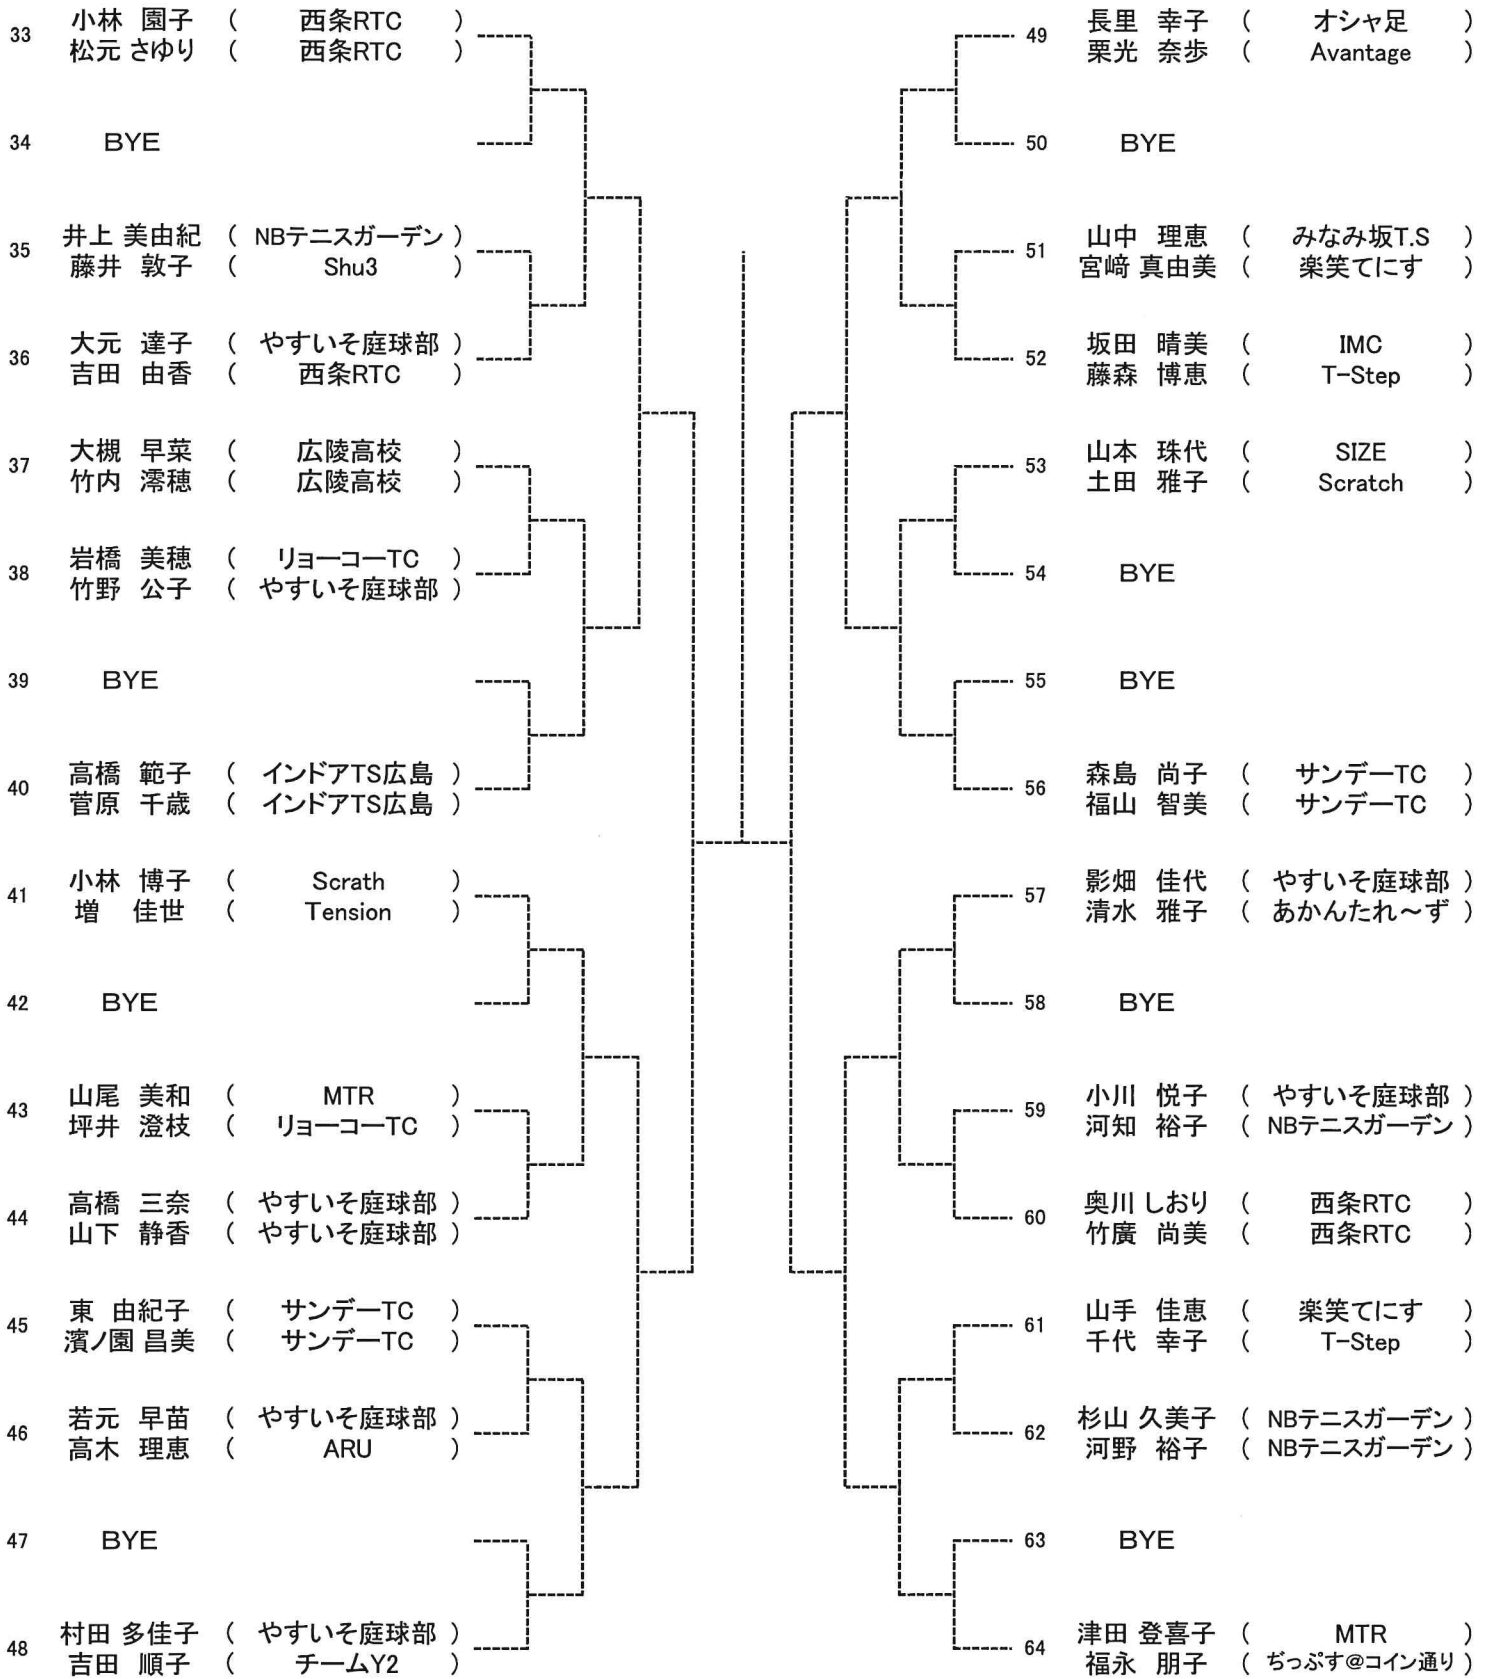 33 小林 園子 ( 西条RTC )
松元 さゆり ( 西条RTC )
34 BYE
35 井上 美由紀 ( NBテニスガーデン )
藤井 敦子 ( Shu3 )
36 大元 達子 ( やすいそ庭球部 )
吉田 由香 ( 西条RTC )
37 大槻 早菜 ( 広陵高校 )
竹内 澪穂 ( 広陵高校 )
38 岩橋 美穂 ( リョーコーTC )
竹野 公子 ( やすいそ庭球部 )
39 BYE
40 高橋 範子 ( インドアTS広島 )
菅原 千歳 ( インドアTS広島 )
41 小林 博子 ( Scrath )
増 佳世 ( Tension )
42 BYE
43 山尾 美和 ( MTR )
坪井 澄枝 ( リョーコーTC )
44 高橋 三奈 ( やすいそ庭球部 )
山下 静香 ( やすいそ庭球部 )
45 東 由紀子 ( サンデーTC )
濱ノ園 昌美 ( サンデーTC )
46 若元 早苗 ( やすいそ庭球部 )
高木 理恵 ( ARU )
47 BYE
48 村田 多佳子 ( やすいそ庭球部 )
吉田 順子 ( チームY2 )
49 長里 幸子 ( オシャ足 )
栗光 奈歩 ( Avantage )
50 BYE
51 山中 理恵 ( みなみ坂T.S )
宮﨑 真由美 ( 楽笑てにす )
52 坂田 晴美 ( IMC )
藤森 博恵 ( T-Step )
53 山本 珠代 ( SIZE )
土田 雅子 ( Scratch )
54 BYE
55 BYE
56 森島 尚子 ( サンデーTC )
福山 智美 ( サンデーTC )
57 影畑 佳代 ( やすいそ庭球部 )
清水 雅子 ( あかんたれ～ず )
58 BYE
59 小川 悦子 ( やすいそ庭球部 )
河知 裕子 ( NBテニスガーデン )
60 奥川 しおり ( 西条RTC )
竹廣 尚美 ( 西条RTC )
61 山手 佳恵 ( 楽笑てにす )
千代 幸子 ( T-Step )
62 杉山 久美子 ( NBテニスガーデン )
河野 裕子 ( NBテニスガーデン )
63 BYE
64 津田 登喜子 ( MTR )
福永 朋子 ( ぢっぷす@コイン通り )